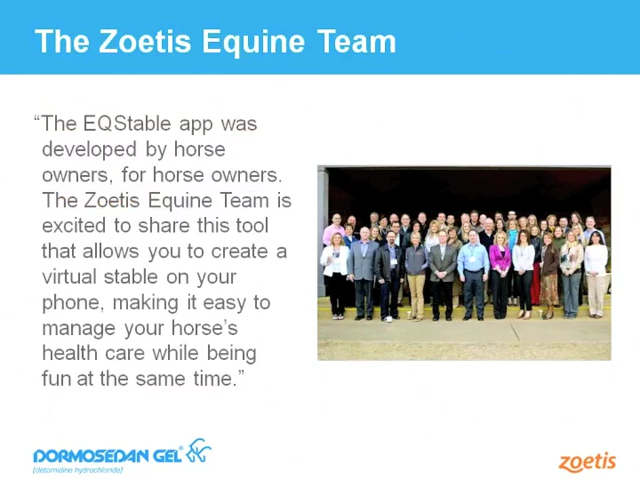 The Zoetis Equine Team
“The EQStable app was
developed by horse
owners, for horse owners.
The Zoetis Equine Team is
excited to share this tool
that allows you to create a
virtual stable on your
phone, making it easy to
manage your horse’s
health care while being
fun at the same time.”
DORMOSEDAN GEL®
(detomidine hydrochloride)
zoetis